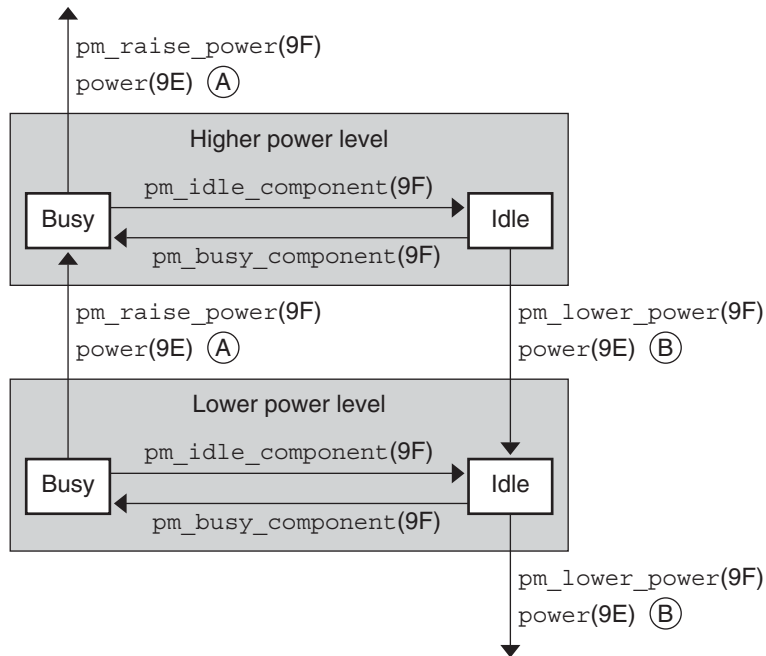 pm_raise_power(9F)
power(9E) A
Higher power level
pm_idle_component(9F)
Busy
Idle
pm_busy_component(9F)
pm_raise_power(9F)
power(9E) A
pm_lower_power(9F)
power(9E) B
Lower power level
pm_idle_component(9F)
Busy
Idle
pm_busy_component(9F)
pm_lower_power(9F)
power(9E) B